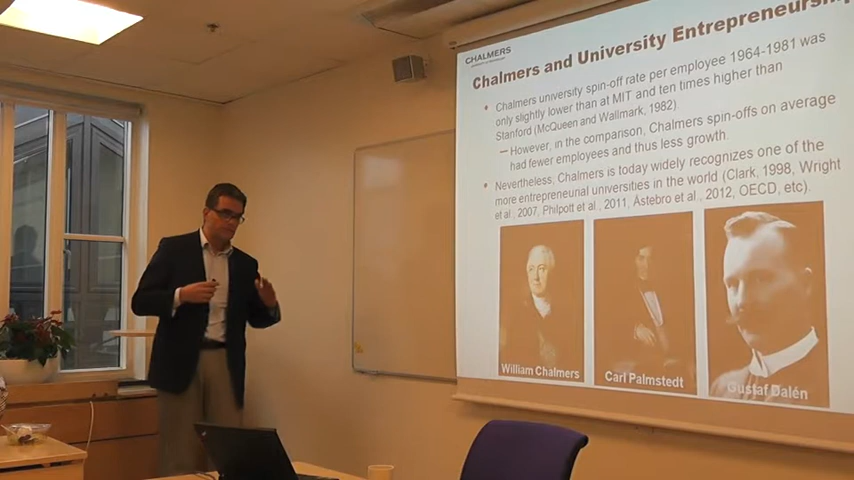 CHALMERS
Chalmers and University Entrepreneurship
• Chalmers university spin-off rate per employee 1964-1981 was
only slightly lower than at MIT and ten times higher than at
Stanford (McQueen and Wallmark, 1982)
– However, in the comparison, Chalmers spin-offs on average
had fewer employees and thus less growth
• Nevertheless, Chalmers is today widely recognized as one of the
more entrepreneurial universities in the world (Clark, 1998, Wright
et al, 2007, Philpott et al, 2011, Åstebro et al, 2012, OECD, etc)
William Chalmers
Carl Palmstedt
Gustaf Dalén